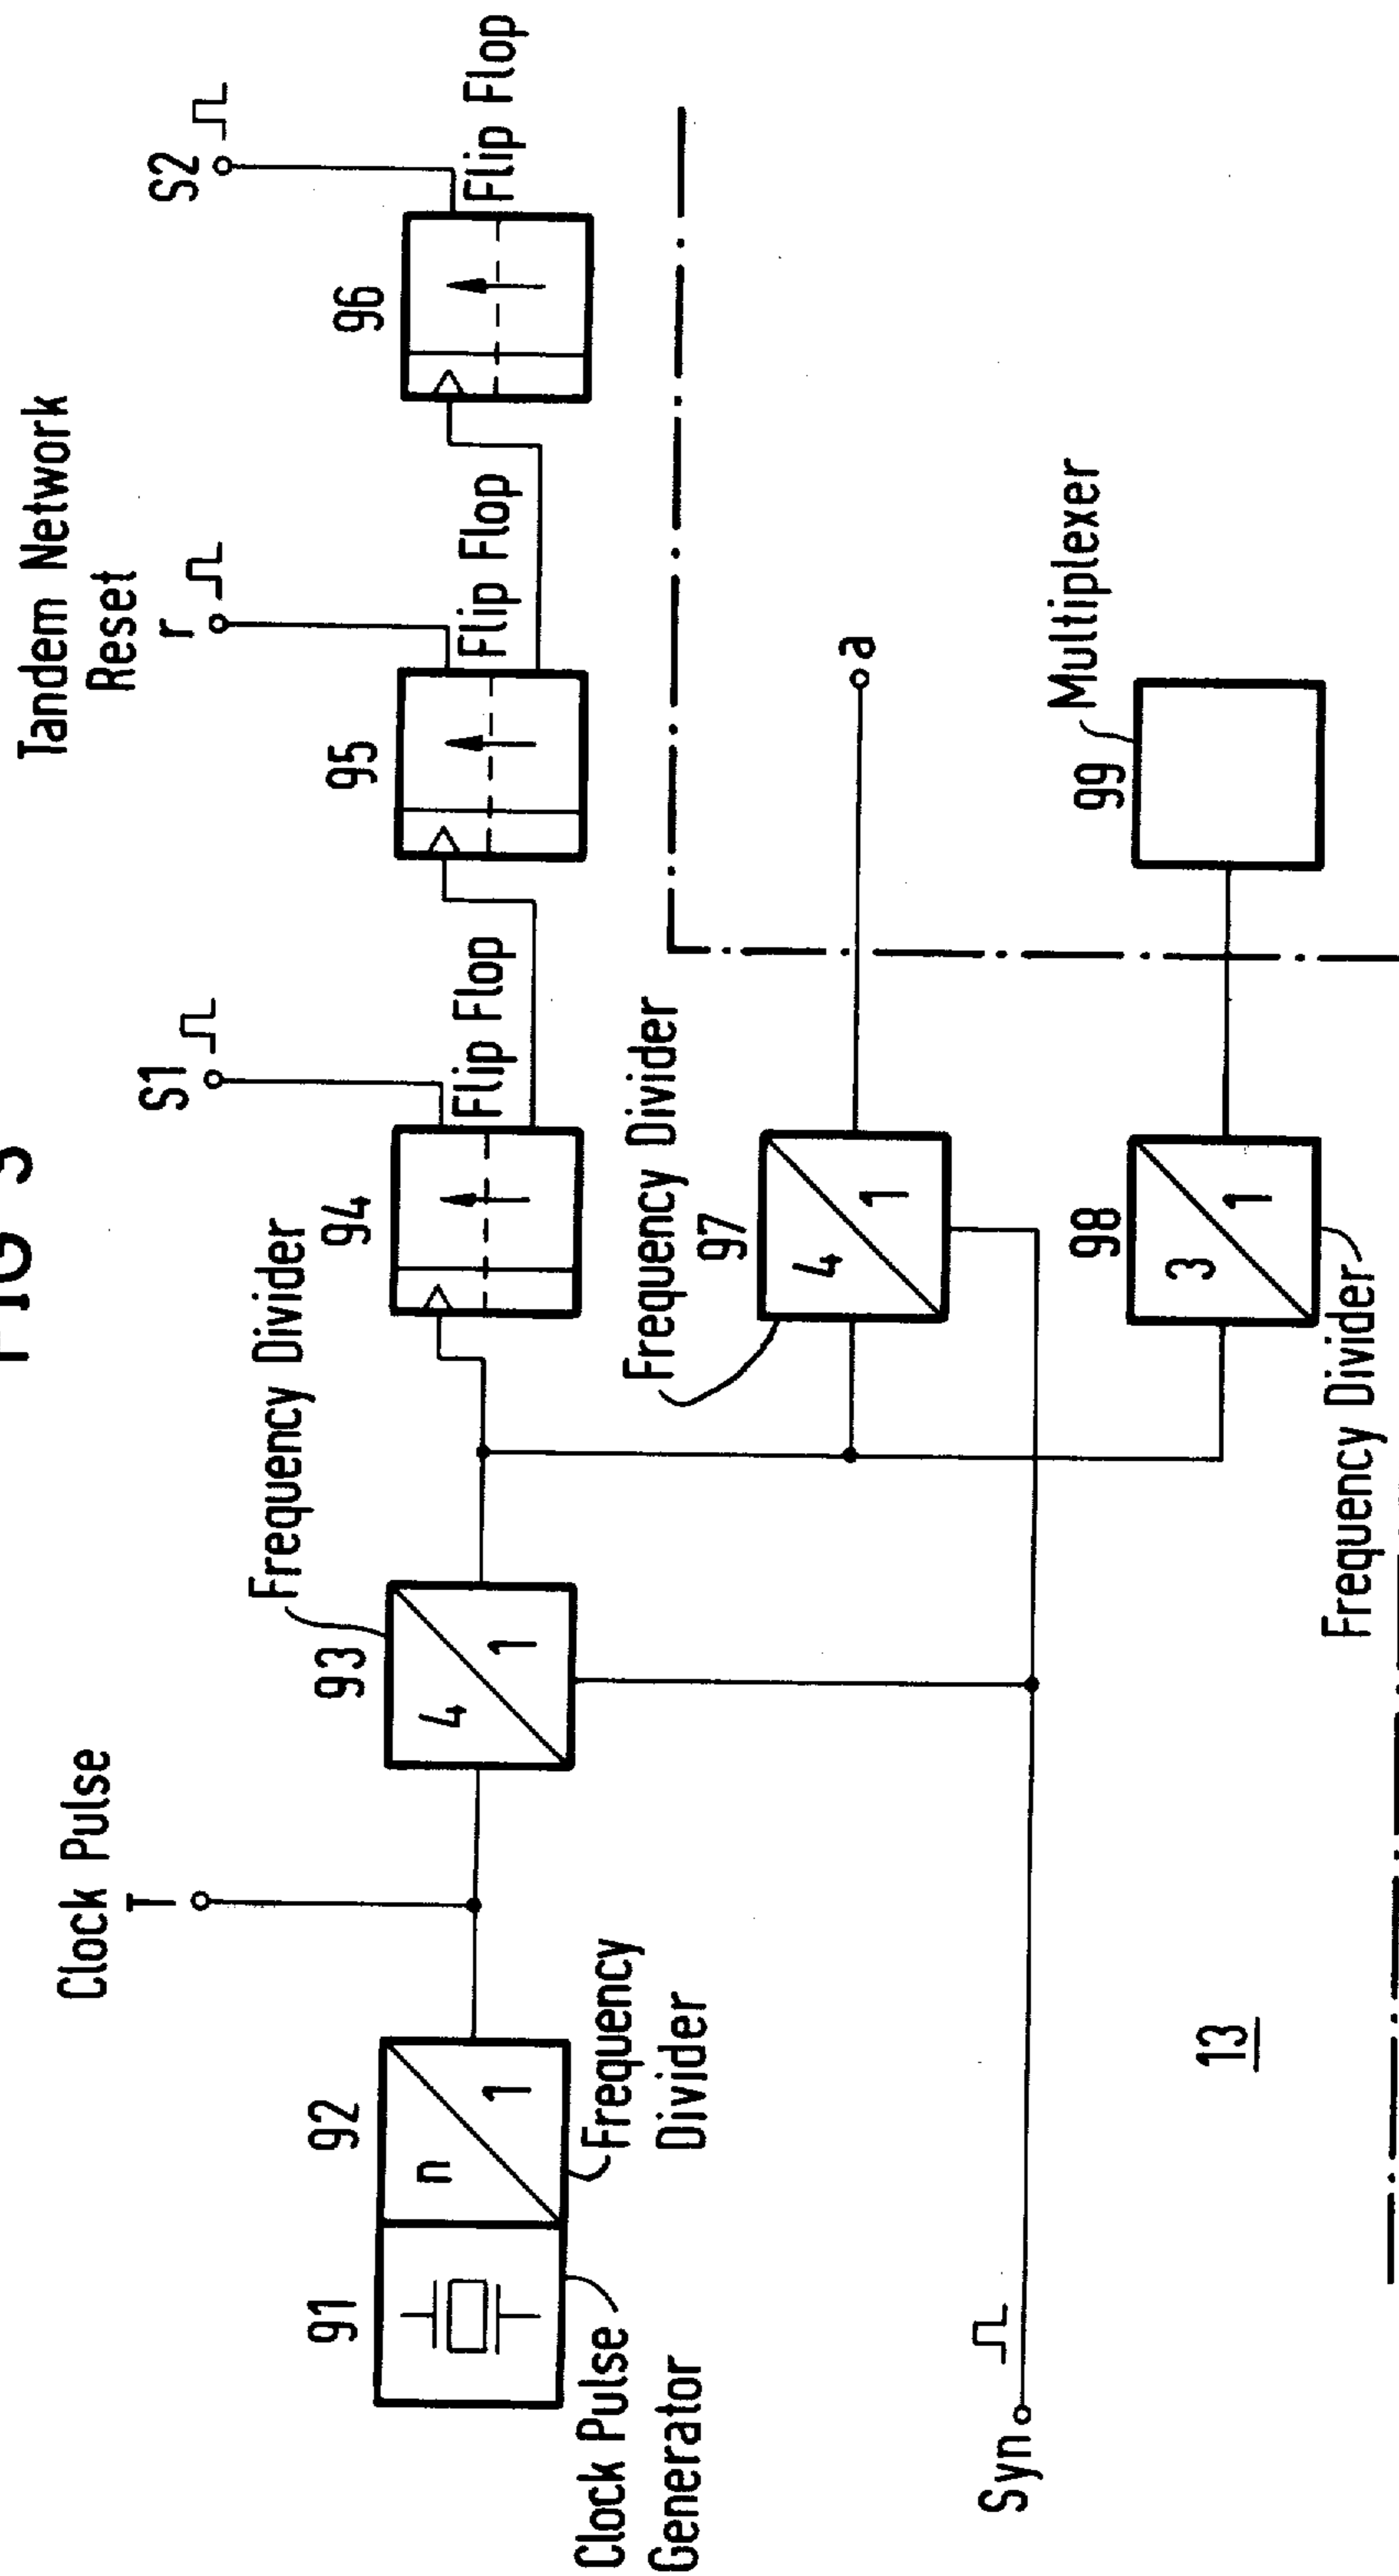 FIG 3
Tandem Network
Reset
Clock Pulse
T
S1
r
S2
91
92
n
1
Clock Pulse
Generator
Frequency
Divider
93
4
1
Frequency Divider
94
Flip Flop
95
Flip Flop
96
Flip Flop
Frequency Divider
97
4
1
a
Syn
98
3
1
Frequency Divider
99
Multiplexer
13